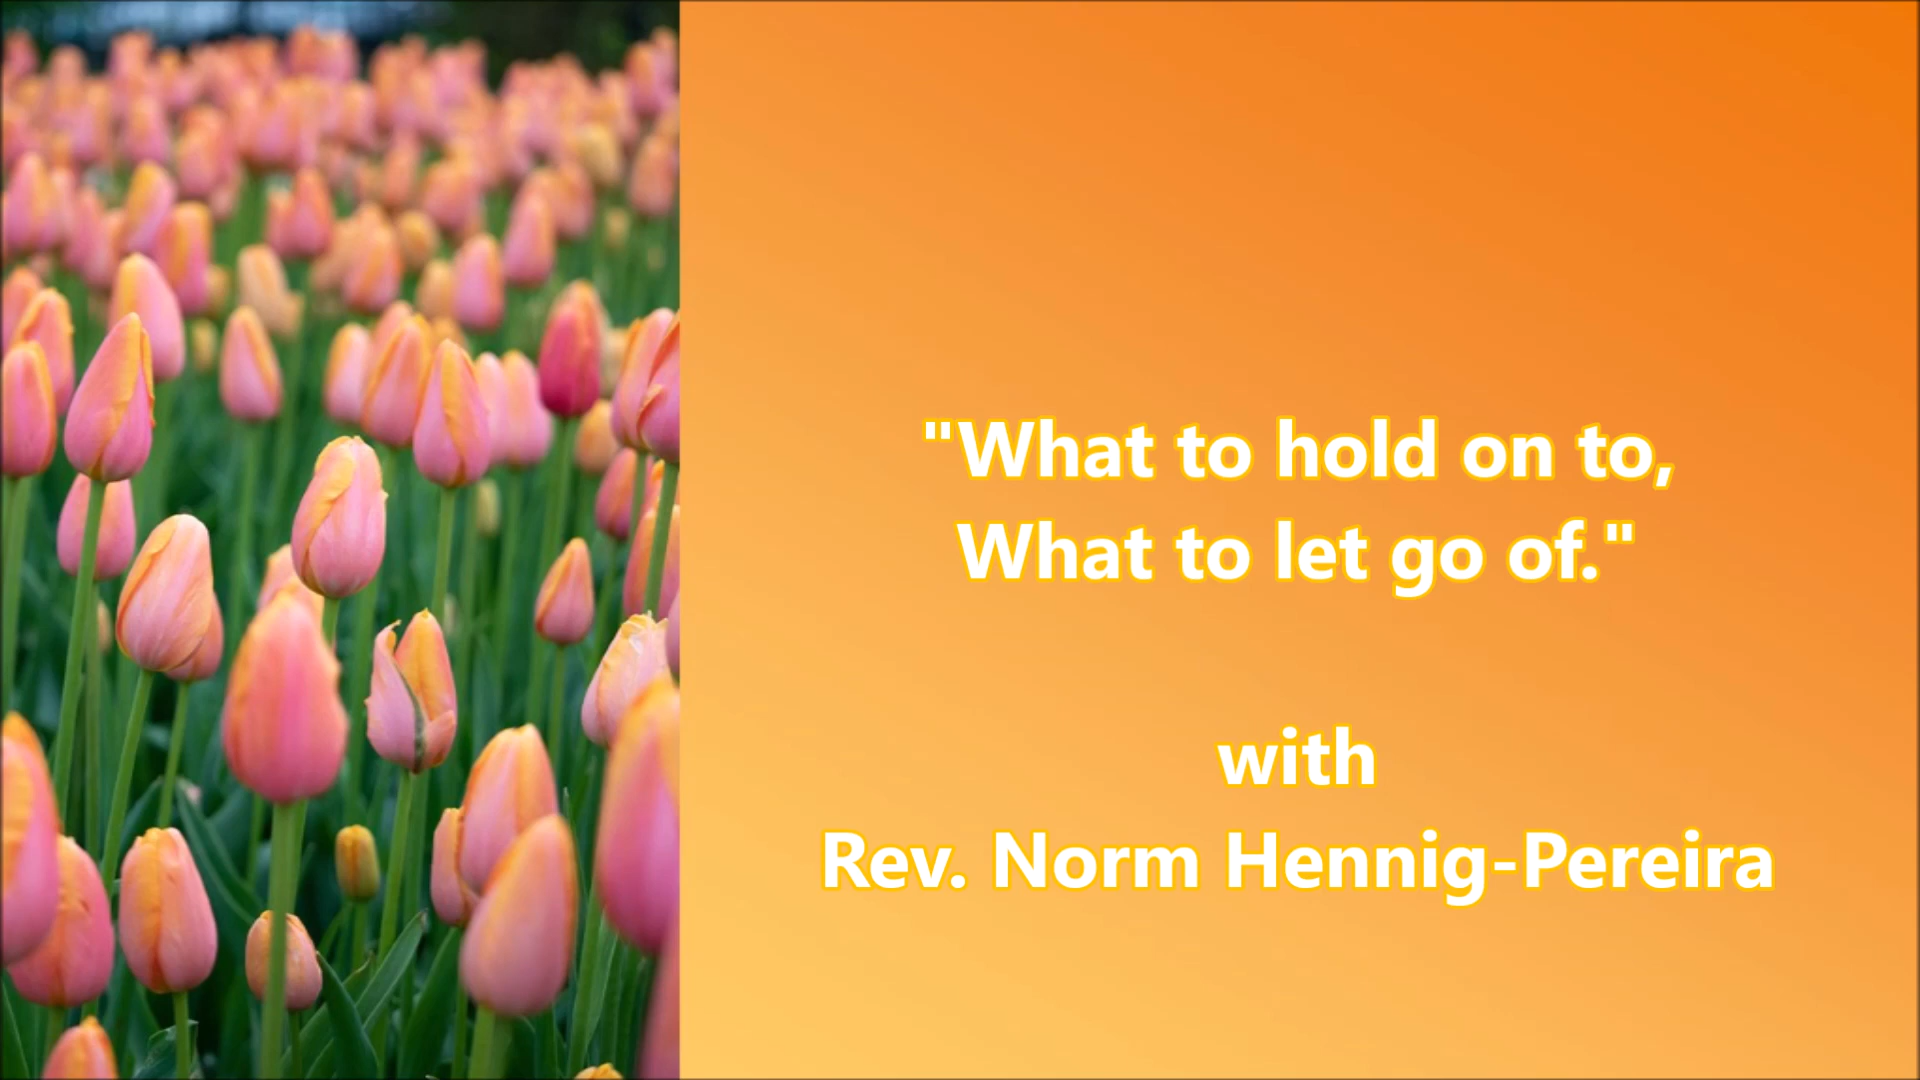 "What to hold on to,
What to let go of."
with
Rev. Norm Hennig-Pereira